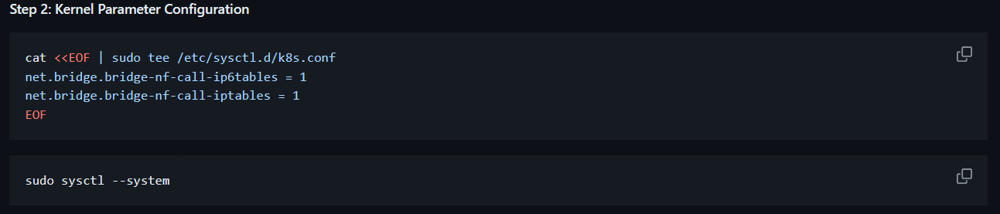 Step 2: Kernel Parameter Configuration
cat <<EOF | sudo tee /etc/sysctl.d/k8s.conf
net.bridge.bridge-nf-call-ip6tables = 1
net.bridge.bridge-nf-call-iptables = 1
EOF
sudo sysctl --system